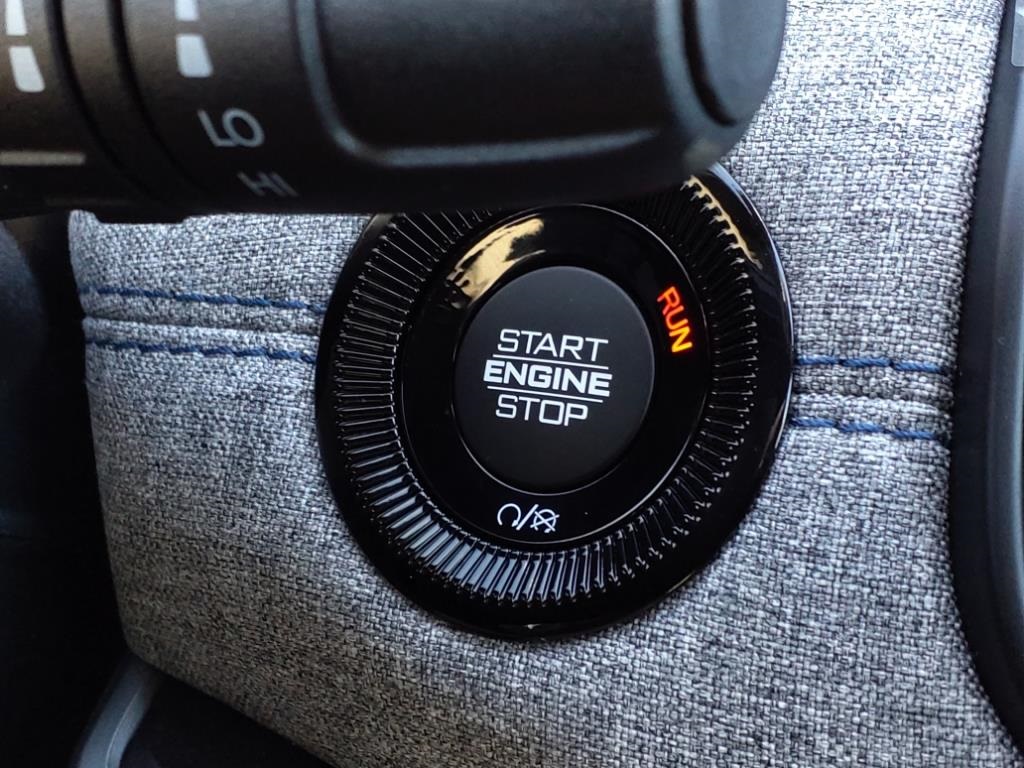 LO
HI
RUN
START
ENGINE
STOP